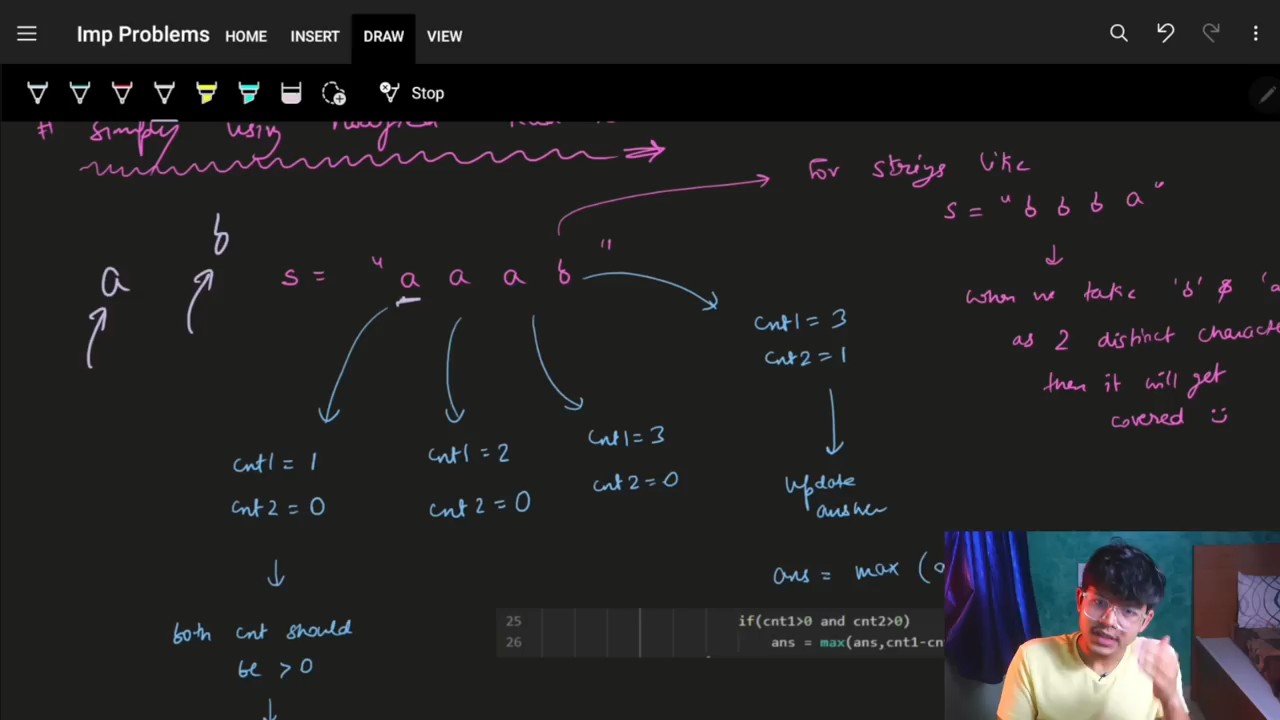 Imp Problems HOME INSERT DRAW VIEW
Stop
# simply using
For strings like
s = "b b b a"
a b s = "a a a b"
when we take 'b' & 'a
as 2 distinct characte
then it will get
covered
cnt1 = 3
cnt2 = 1
cnt1 = 1
cnt2 = 0
cnt1 = 2
cnt2 = 0
cnt1 = 3
cnt2 = 0
update
answer
ans = max (a
both cnt should
be > 0
25 if(cnt1>0 and cnt2>0)
26 ans = max(ans,cnt1-cn